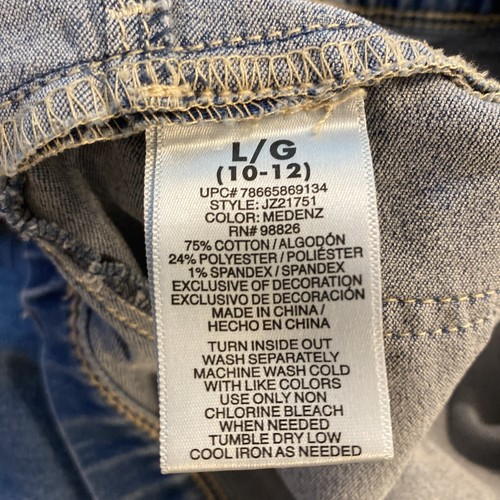 L/G
(10-12)
UPC# 78665869134
STYLE: JZ21751
COLOR: MEDENZ
RN# 98826
75% COTTON / ALGODÓN
24% POLYESTER / POLIÉSTER
1% SPANDEX / SPANDEX
EXCLUSIVE OF DECORATION
EXCLUSIVO DE DECORACIÓN
MADE IN CHINA /
HECHO EN CHINA
TURN INSIDE OUT
WASH SEPARATELY
MACHINE WASH COLD
WITH LIKE COLORS
USE ONLY NON
CHLORINE BLEACH
WHEN NEEDED
TUMBLE DRY LOW
COOL IRON AS NEEDED